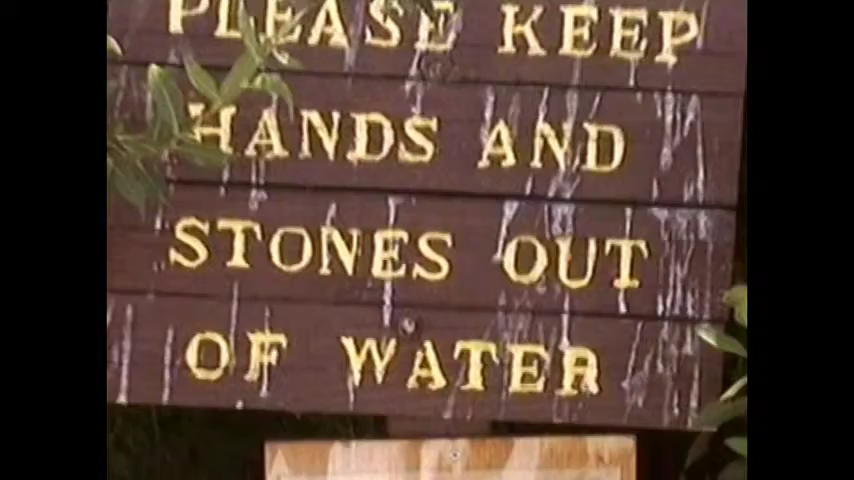 PLEASE KEEP
HANDS AND
STONES OUT
OF WATER